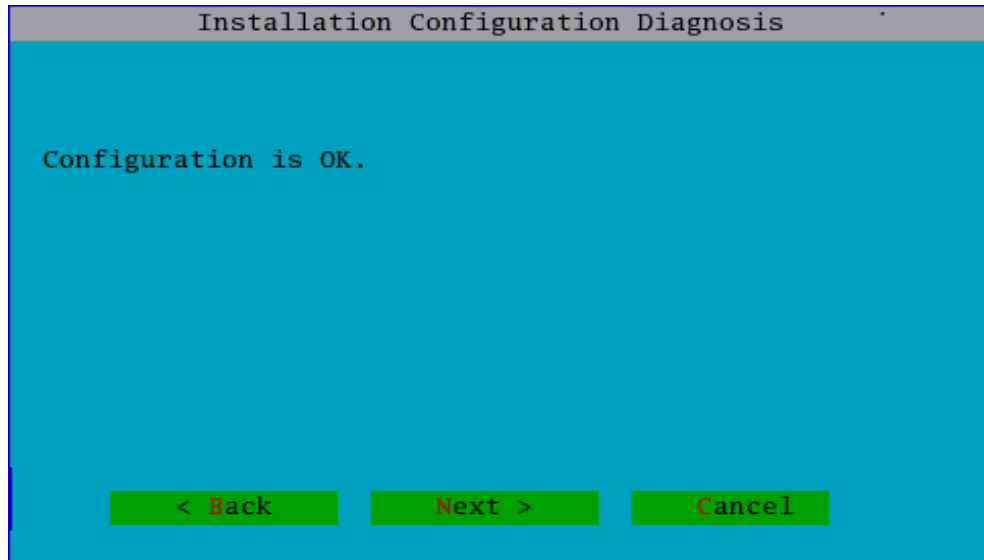 Installation Configuration Diagnosis
Configuration is OK.
< Back Next > Cancel